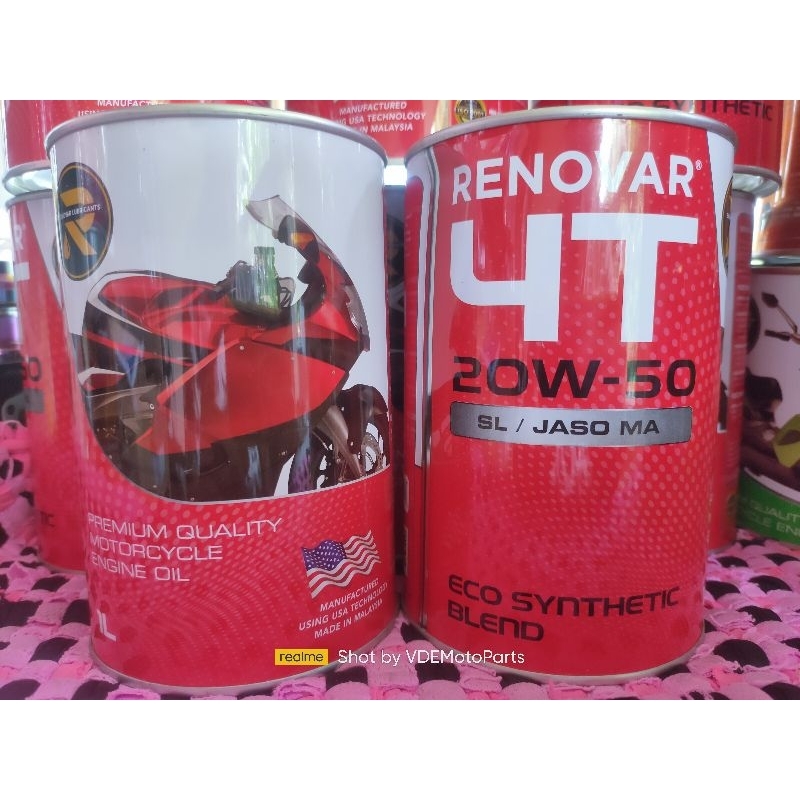 MANUFACTURED
USING USA TECHNOLOGY
IN MALAYSIA
SYNTHETIC
LUBRICANTS
R
PREMIUM QUALITY
MOTORCYCLE
ENGINE OIL
1L
MANUFACTURED
USING USA TECHNOLOGY
MADE IN MALAYSIA
RENOVAR®
4T
20W-50
SL / JASO MA
ECO SYNTHETIC
BLEND
realme Shot by VDEMotoParts